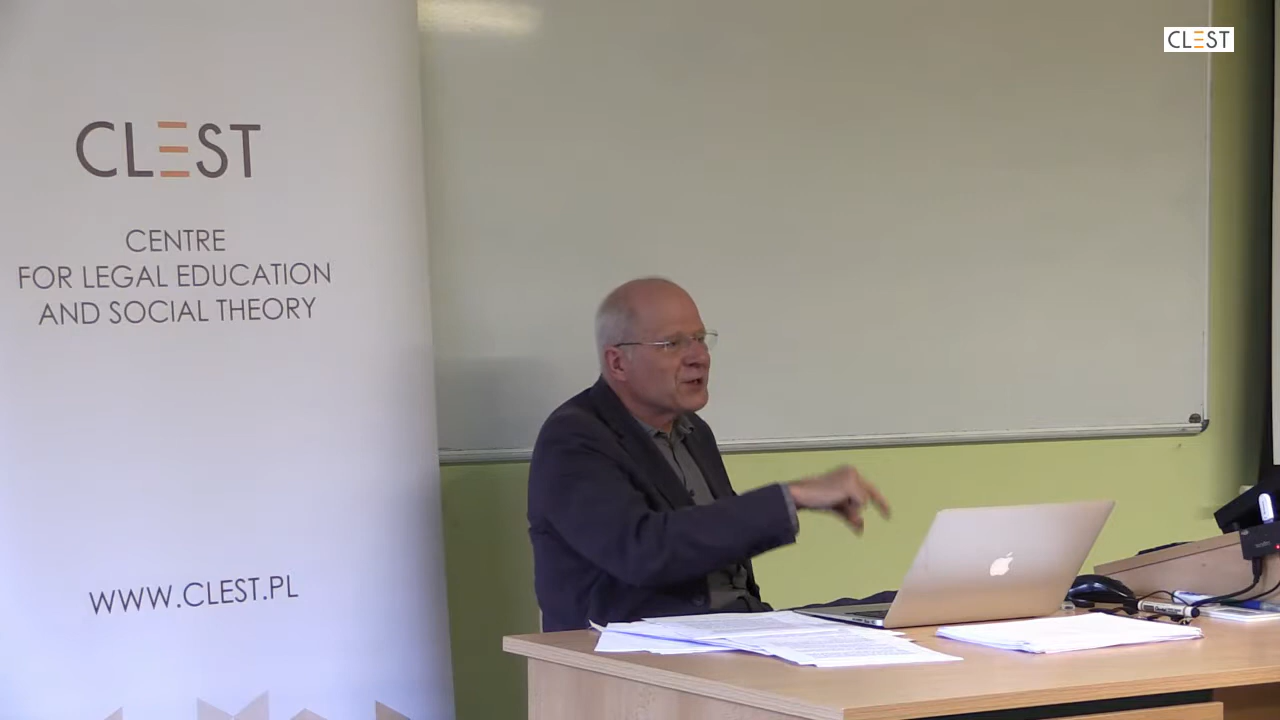 CLEST
CENTRE
FOR LEGAL EDUCATION
AND SOCIAL THEORY
WWW.CLEST.PL
CLEST